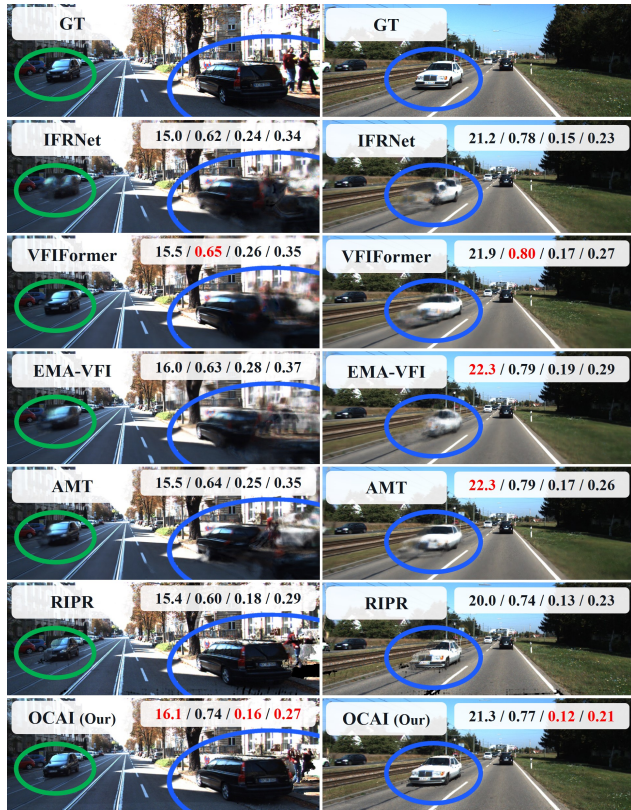 GT
GT
IFRNet 15.0 / 0.62 / 0.24 / 0.34
IFRNet 21.2 / 0.78 / 0.15 / 0.23
VFIFormer 15.5 / 0.65 / 0.26 / 0.35
VFIFormer 21.9 / 0.80 / 0.17 / 0.27
EMA-VFI 16.0 / 0.63 / 0.28 / 0.37
EMA-VFI 22.3 / 0.79 / 0.19 / 0.29
AMT 15.5 / 0.64 / 0.25 / 0.35
AMT 22.3 / 0.79 / 0.17 / 0.26
RIPR 15.4 / 0.60 / 0.18 / 0.29
RIPR 20.0 / 0.74 / 0.13 / 0.23
OCAI (Our) 16.1 / 0.74 / 0.16 / 0.27
OCAI (Our) 21.3 / 0.77 / 0.12 / 0.21